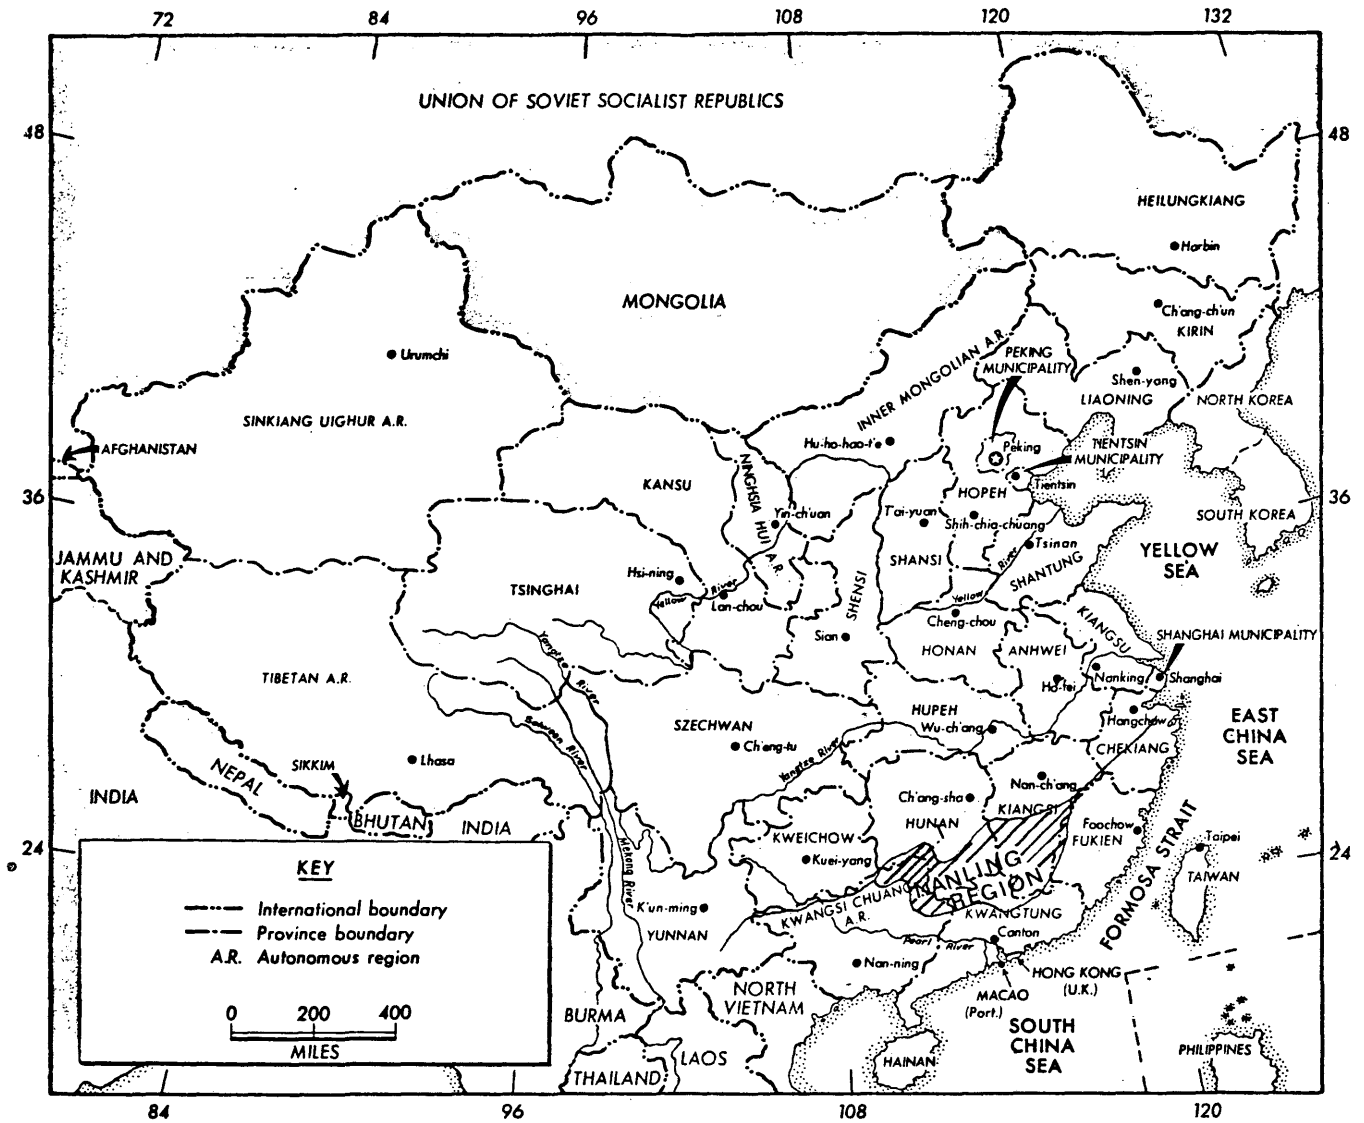 72 84 96 108 120 132
UNION OF SOVIET SOCIALIST REPUBLICS
48
48
HEILUNGKIANG
Harbin
MONGOLIA
Ch'ang-ch'un
KIRIN
Urumchi
INNER MONGOLIAN A.R.
PEKING
MUNICIPALITY
Shen-yang
LIAONING
NORTH KOREA
SINKIANG UIGHUR A.R.
AFGHANISTAN
Hu-ho-hao-t'e
Peking
TIENTSIN
MUNICIPALITY
NINGHSIA HUI A.R.
KANSU
HOPEH
Tientsin
36
36
Yin-ch'uan
T'ai-yuan
Shih-chia-chuang
SOUTH KOREA
JAMMU AND
KASHMIR
Tsinan
YELLOW
SEA
SHANSI
River
SHANTUNG
Hsi-ning
TSINGHAI
Yellow River
Lan-chou
SHENSI
Yellow
Cheng-chou
KIANGSU
SHANGHAI MUNICIPALITY
Sian
HONAN
ANHWEI
Yangtze River
TIBETAN A.R.
Ho-fei
Nanking
Shanghai
HUPEH
Hangchow
SZECHWAN
Wu-ch'ang
EAST
CHINA
SEA
Salween River
Ch'eng-tu
Yangtze River
CHEKIANG
Lhasa
SIKKIM
NEPAL
Nan-ch'ang
INDIA
Ch'ang-sha
KIANGSI
BHUTAN
INDIA
HUNAN
KWEICHOW
Foochow
FUKIEN
FORMOSA STRAIT
Taipei
24
24
Mekong River
Kuei-yang
NANLING
REGION
TAIWAN
KEY
International boundary
Province boundary
A.R. Autonomous region
0 200 400
MILES
K'un-ming
KWANGSI CHUANG
A.R.
KWANGTUNG
YUNNAN
Canton
Pearl River
Nan-ning
HONG KONG
(U.K.)
NORTH
VIETNAM
MACAO
(Port.)
BURMA
SOUTH
CHINA
SEA
LAOS
HAINAN
PHILIPPINES
THAILAND
84 96 108 120